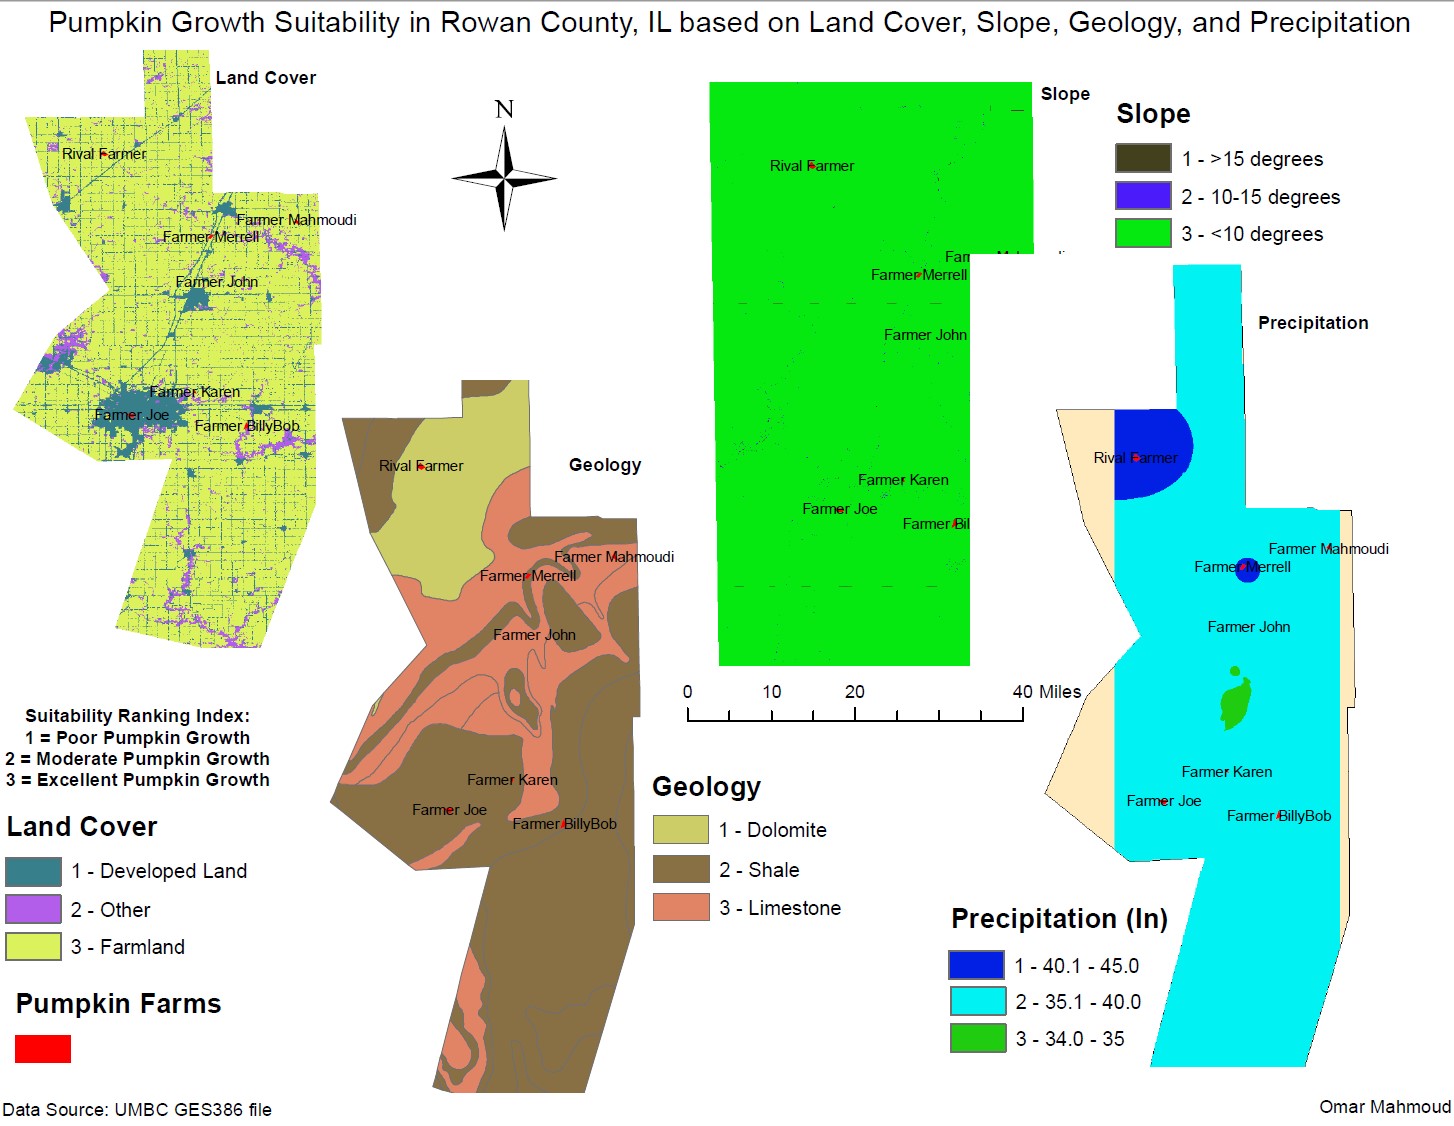 Pumpkin Growth Suitability in Rowan County, IL based on Land Cover, Slope, Geology, and Precipitation
Land Cover
Rival Farmer
Farmer Mahmoudi
Farmer Merrell
Farmer John
Farmer Karen
Farmer Joe
Farmer BillyBob
N
Slope
Rival Farmer
Farmer Merrell
Farmer John
Farmer Karen
Farmer Joe
Farmer Bil
Slope
1 - >15 degrees
2 - 10-15 degrees
3 - <10 degrees
Geology
Rival Farmer
Farmer Mahmoudi
Farmer Merrell
Farmer John
Farmer Karen
Farmer Joe
Farmer BillyBob
Precipitation
Rival Farmer
Farmer Mahmoudi
Farmer Merrell
Farmer John
Farmer Karen
Farmer Joe
Farmer BillyBob
0 10 20 40 Miles
Suitability Ranking Index:
1 = Poor Pumpkin Growth
2 = Moderate Pumpkin Growth
3 = Excellent Pumpkin Growth
Land Cover
1 - Developed Land
2 - Other
3 - Farmland
Pumpkin Farms
Geology
1 - Dolomite
2 - Shale
3 - Limestone
Precipitation (In)
1 - 40.1 - 45.0
2 - 35.1 - 40.0
3 - 34.0 - 35
Data Source: UMBC GES386 file
Omar Mahmoud